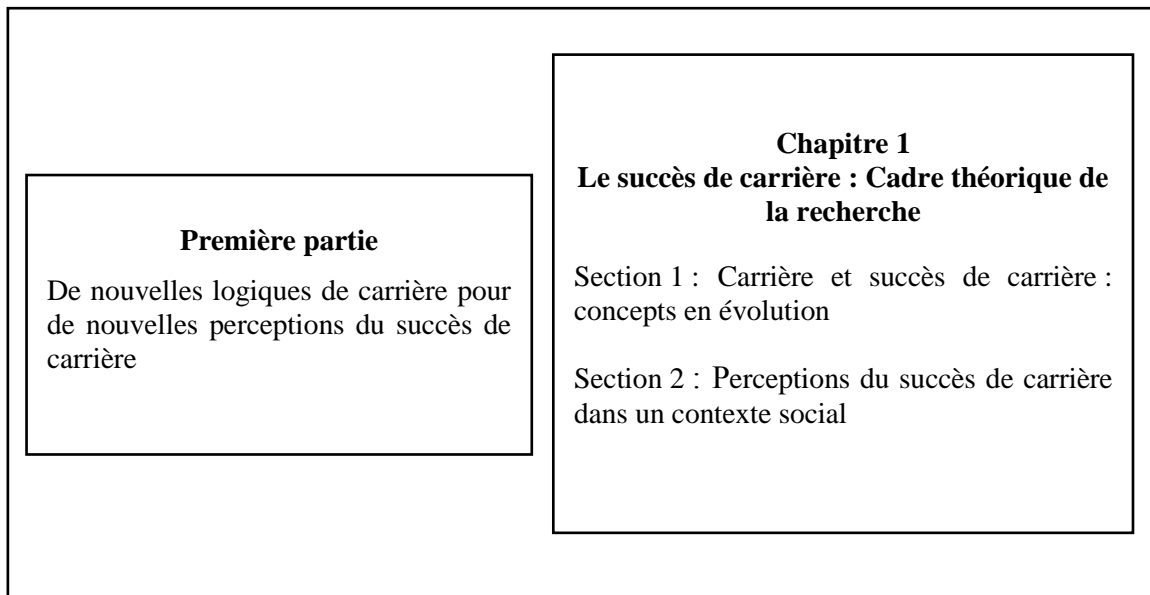 Première partie
De nouvelles logiques de carrière pour
de nouvelles perceptions du succès de
carrière
Chapitre 1
Le succès de carrière : Cadre théorique de
la recherche
Section 1 : Carrière et succès de carrière :
concepts en évolution
Section 2 : Perceptions du succès de carrière
dans un contexte social